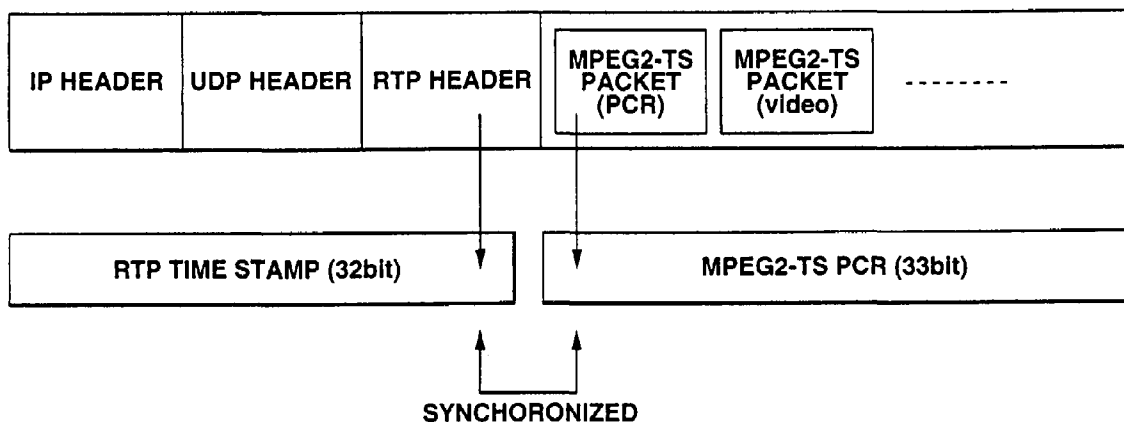 IP HEADER
UDP HEADER
RTP HEADER
MPEG2-TS
PACKET
(PCR)
MPEG2-TS
PACKET
(video)
RTP TIME STAMP (32bit)
MPEG2-TS PCR (33bit)
SYNCHORONIZED